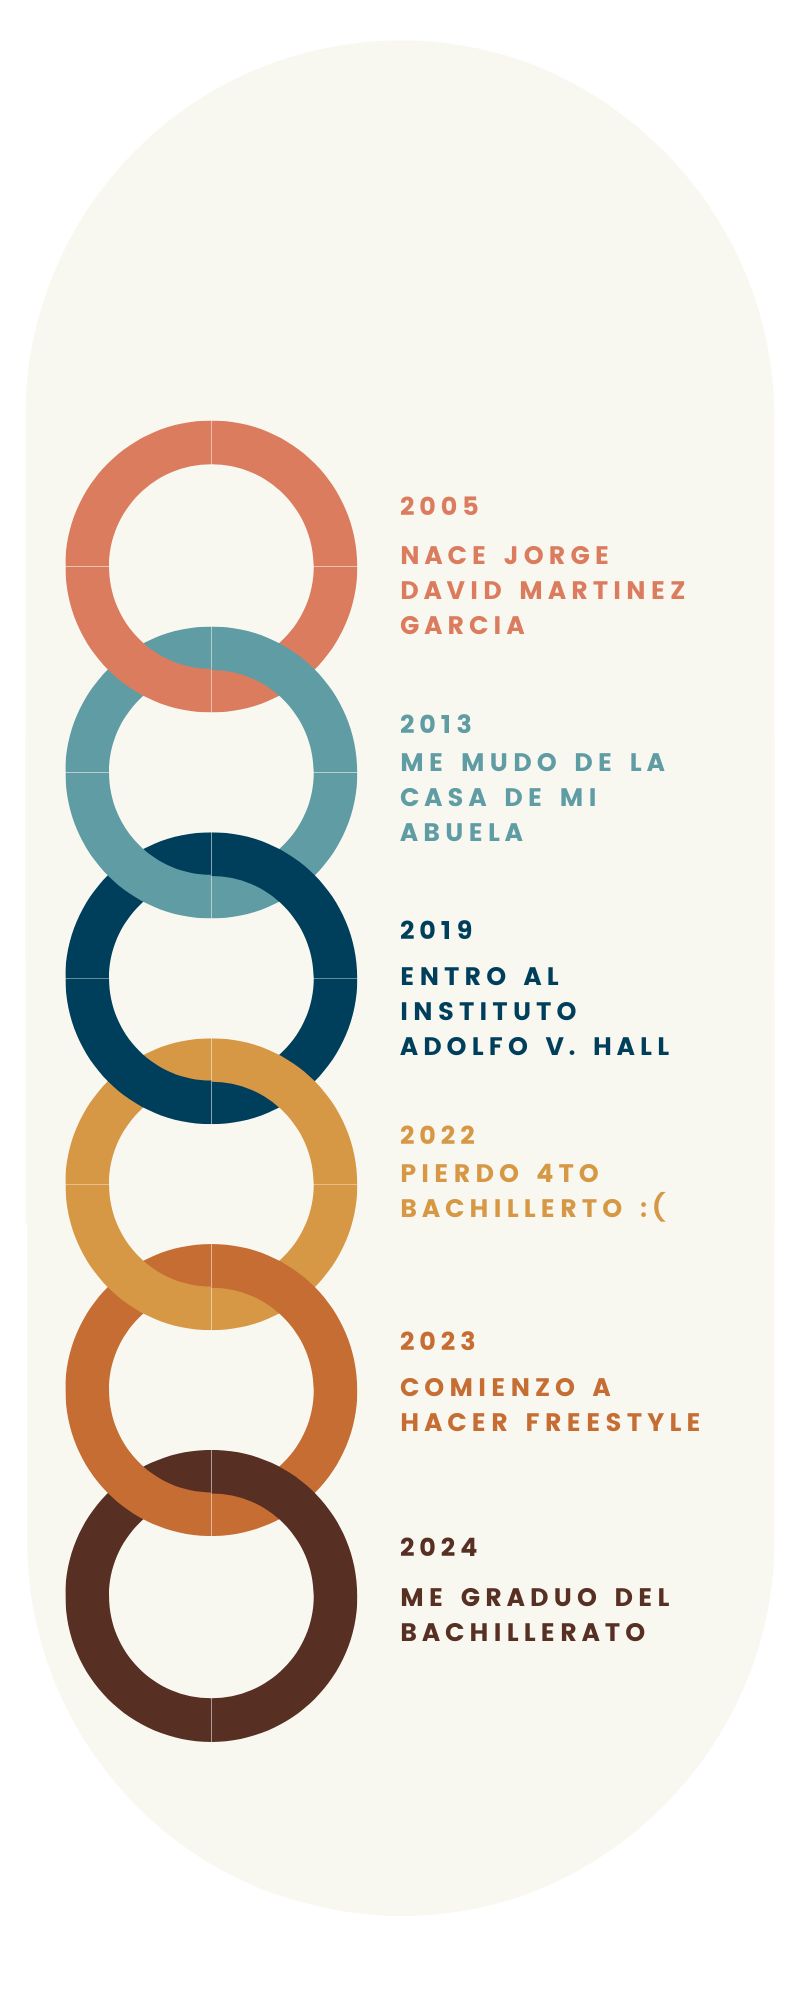 2005
NACE JORGE
DAVID MARTINEZ
GARCIA
2013
ME MUDO DE LA
CASA DE MI
ABUELA
2019
ENTRO AL
INSTITUTO
ADOLFO V. HALL
2022
PIERDO 4TO
BACHILLERTO :(
2023
COMIENZO A
HACER FREESTYLE
2024
ME GRADUO DEL
BACHILLERATO